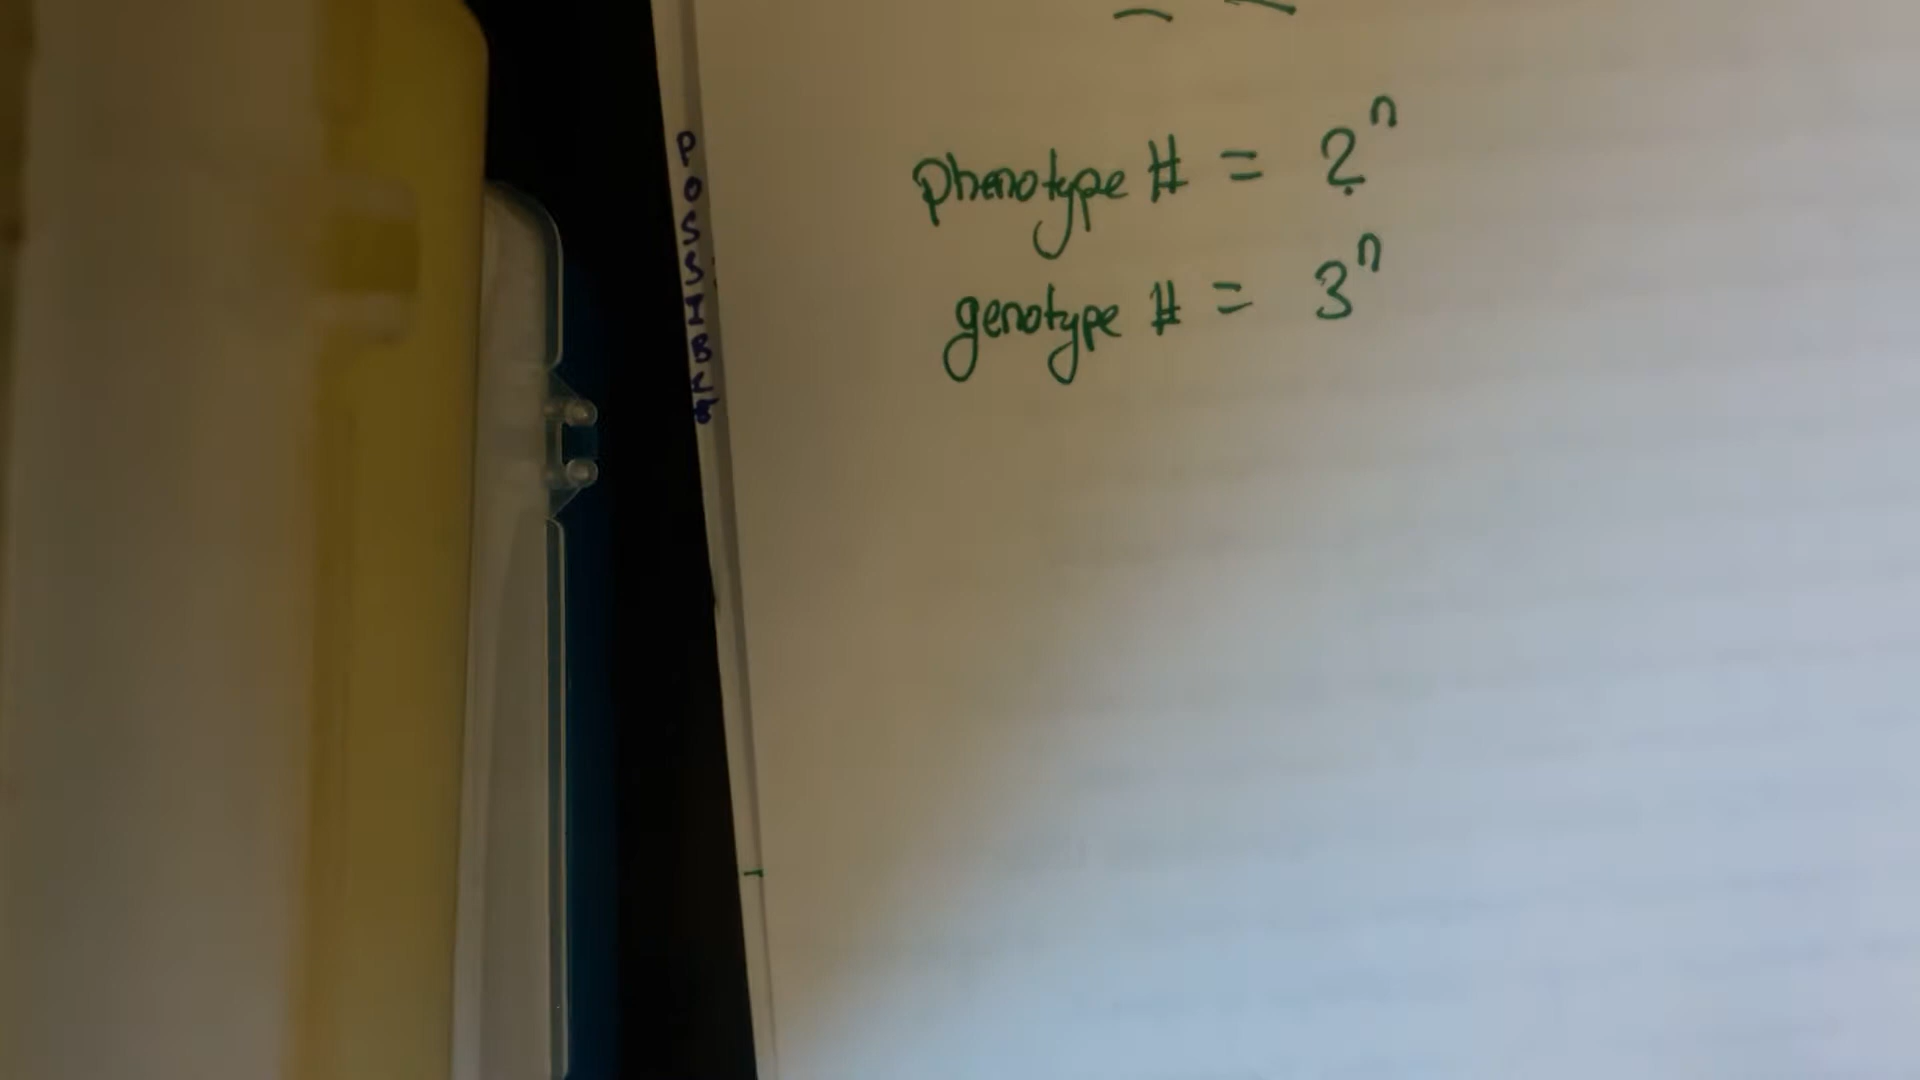 phenotype # = 2ⁿ
genotype # = 3ⁿ
POSSIBLE